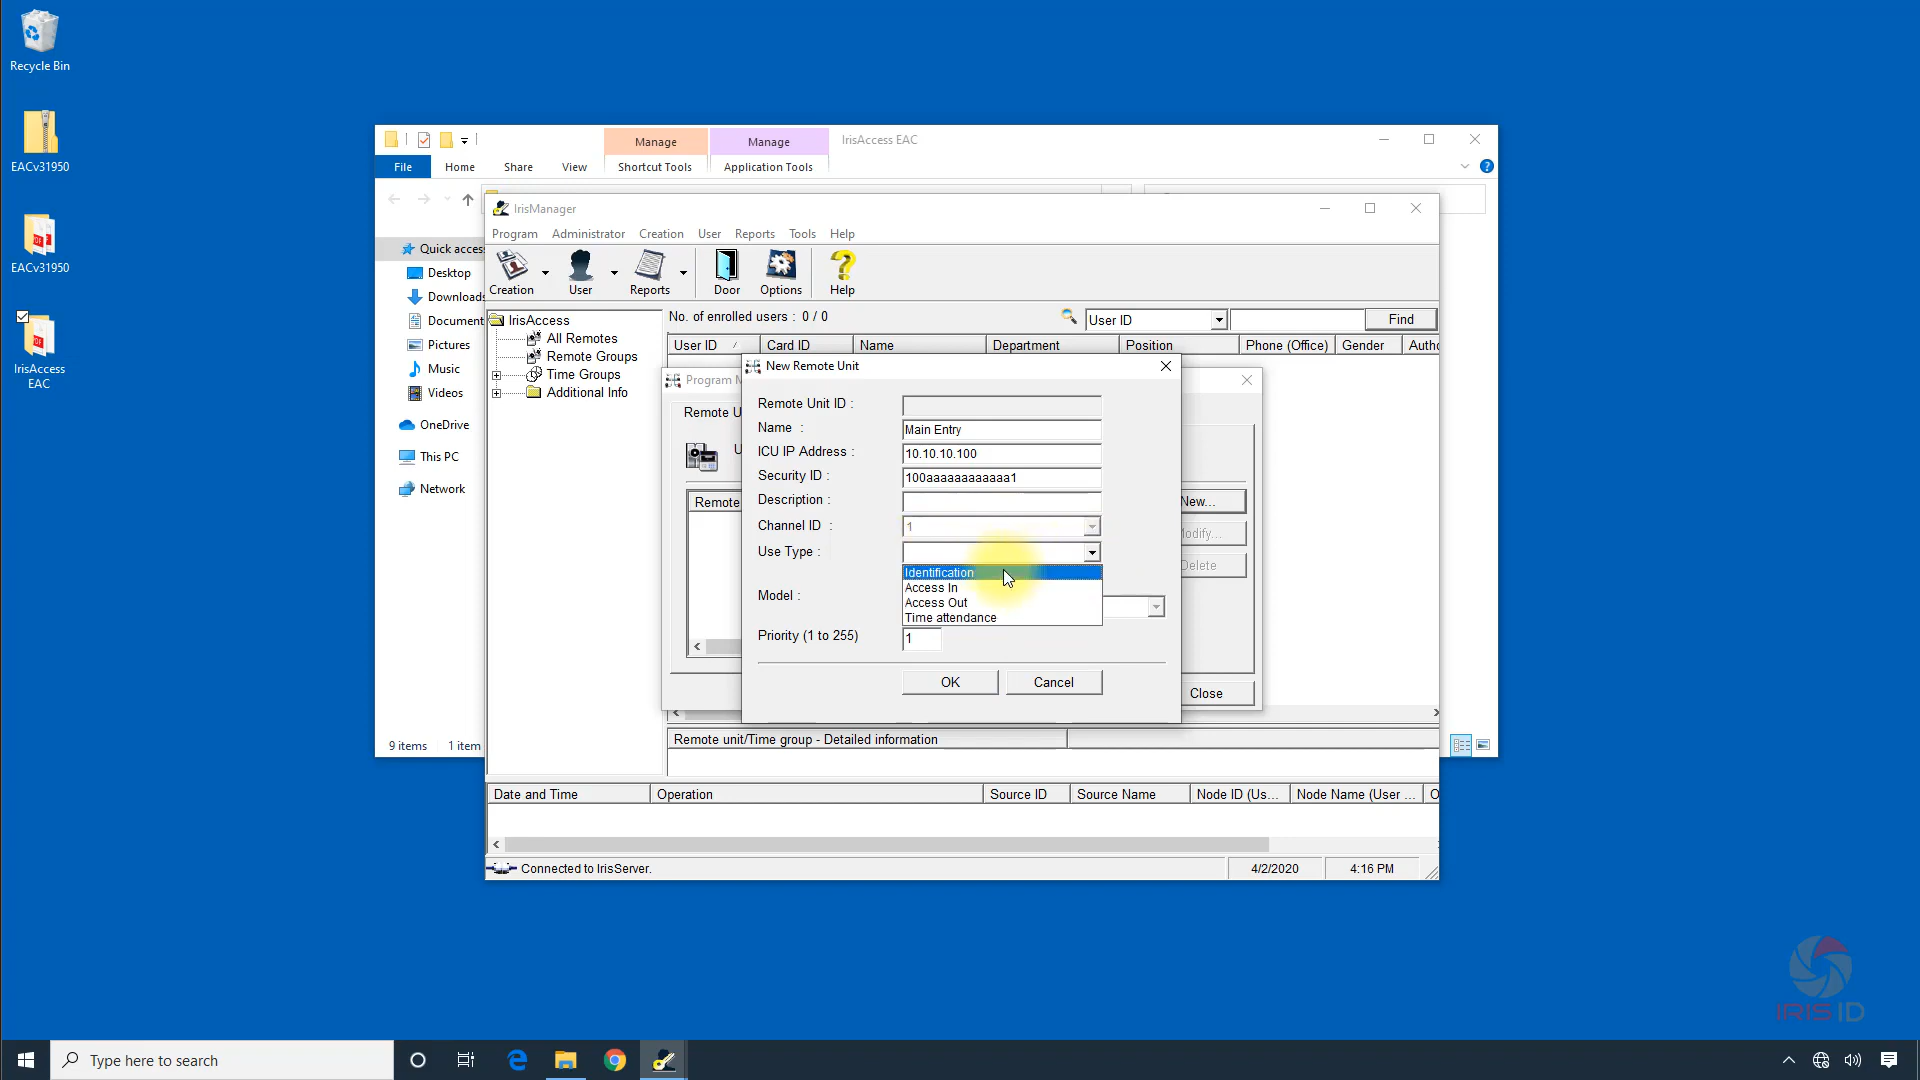 Recycle Bin
EACv31950
EACv31950
IrisAccess
EAC
Manage
Manage
IrisAccess EAC
File
Home
Share
View
Shortcut Tools
Application Tools
Quick access
Desktop
Downloads
Document
Pictures
Music
Videos
OneDrive
This PC
Network
9 items
1 item
IrisManager
Program
Administrator
Creation
User
Reports
Tools
Help
Creation
User
Reports
Door
Options
Help
IrisAccess
All Remotes
Remote Groups
Time Groups
Additional Info
No. of enrolled users : 0 / 0
User ID
Find
User ID
Card ID
Name
Department
Position
Phone (Office)
Gender
Autho
Program M
Remote U
U
Remote
New...
Modify...
Delete
Close
New Remote Unit
Remote Unit ID :
Name :
Main Entry
ICU IP Address :
10.10.10.100
Security ID :
100aaaaaaaaaaaa1
Description :
Channel ID :
1
Use Type :
Identification
Access In
Access Out
Time attendance
Model :
Priority (1 to 255)
1
OK
Cancel
Remote unit/Time group - Detailed information
Date and Time
Operation
Source ID
Source Name
Node ID (Us...
Node Name (User ...
O
Connected to IrisServer.
4/2/2020
4:16 PM
IRIS ID
Type here to search